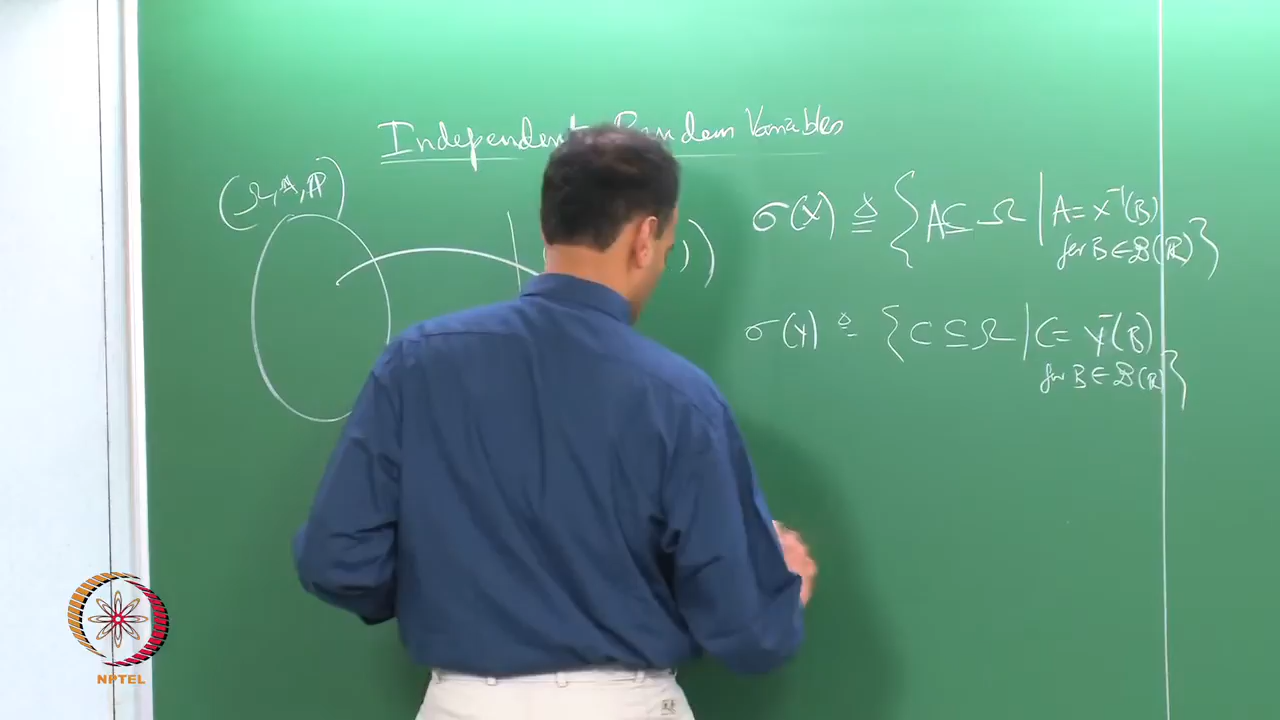 Independent Random Variables
(Ω, A, P)
))
σ(X) ≜ { A ⊆ Ω | A = X⁻¹(B)
for B ∈ B(R) }
σ(Y) ≜ { C ⊆ Ω | C = Y⁻¹(B)
for B ∈ B(R) }
NPTEL